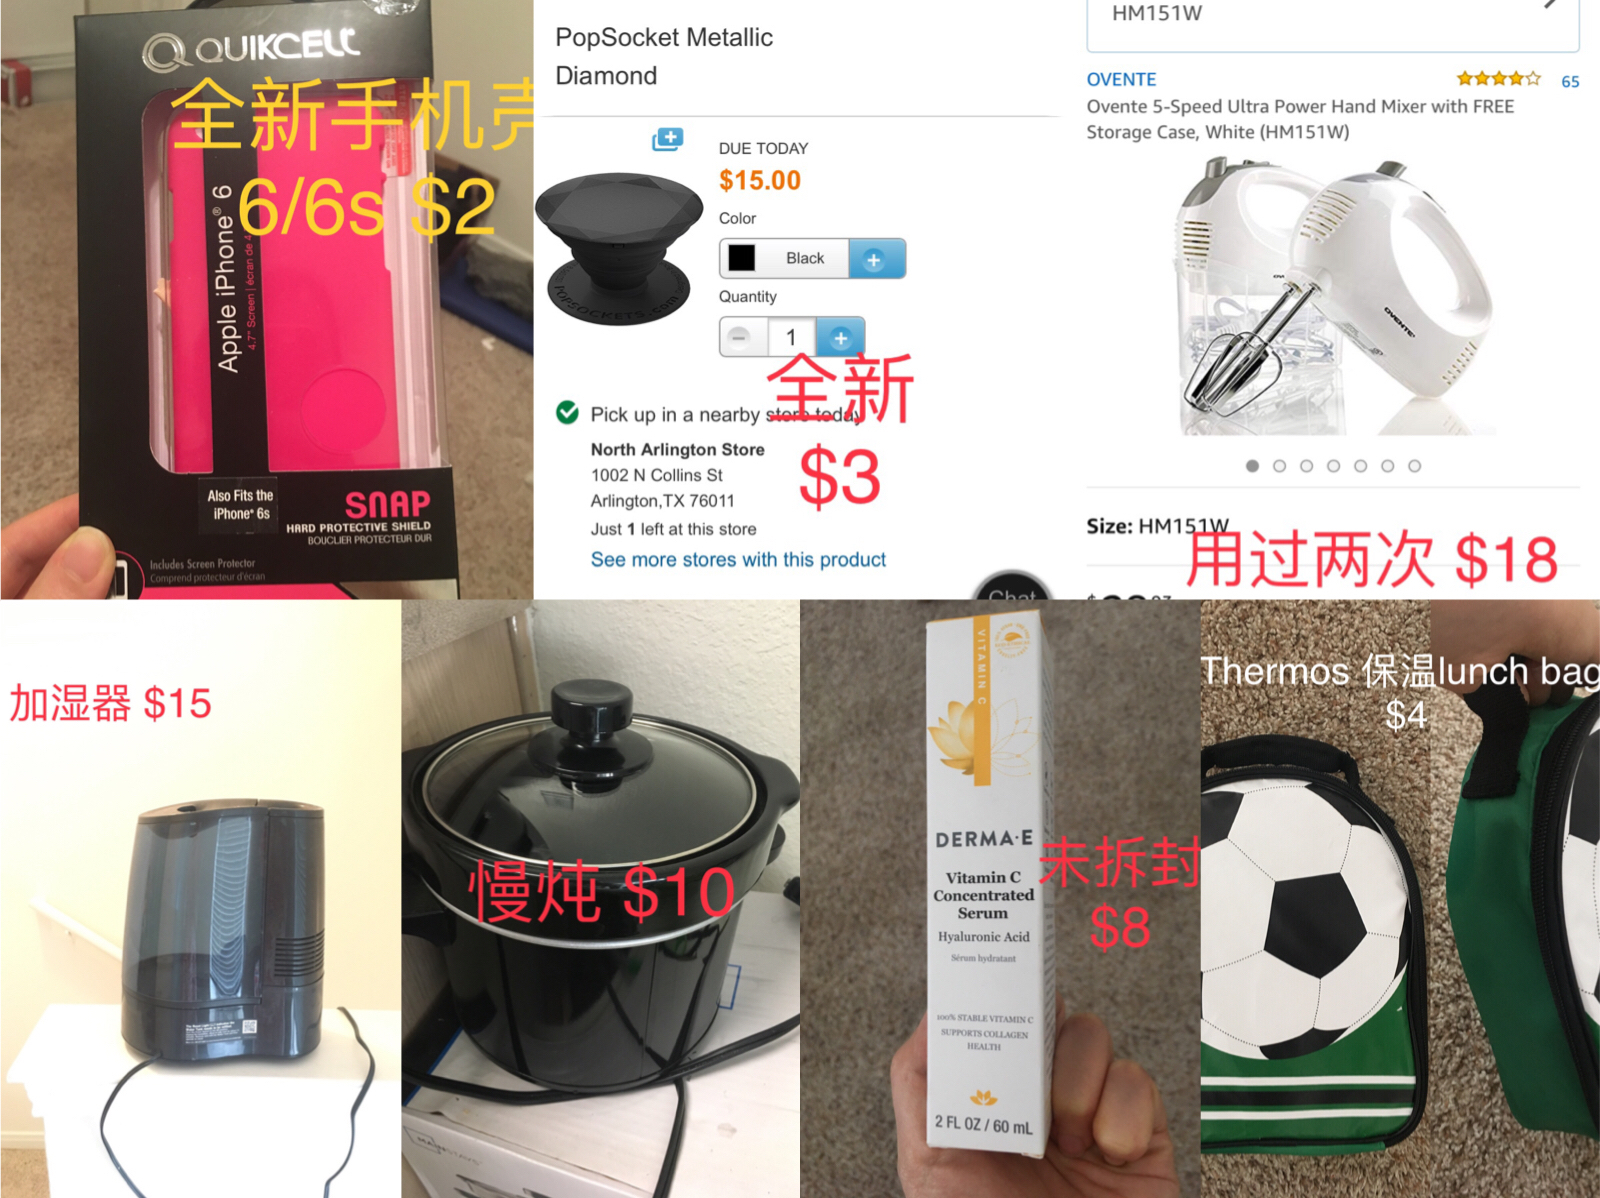 QUIKCELL
全新手机壳
6/6s $2
Apple iPhone® 6
4.7" Screen | écran de 4
Also Fits the
iPhone® 6s
SNAP
HARD PROTECTIVE SHIELD
BOUCLIER PROTECTEUR DUR
Includes Screen Protector
Comprend protecteur d'écran
PopSocket Metallic
Diamond
DUE TODAY
$15.00
Color
Black
Quantity
1
POPSOCKETS.com
全新
$3
Pick up in a nearby store today
North Arlington Store
1002 N Collins St
Arlington,TX 76011
Just 1 left at this store
See more stores with this product
Chat
HM151W
OVENTE
65
Ovente 5-Speed Ultra Power Hand Mixer with FREE
Storage Case, White (HM151W)
OVENTE
Size: HM151W
用过两次 $18
加湿器 $15
慢炖 $10
MAINSTAYS
VITAMIN C
DERMA·E
Vitamin C
Concentrated
Serum
Hyaluronic Acid
Sérum hydratant
100% STABLE VITAMIN C
SUPPORTS COLLAGEN
HEALTH
2 FL OZ / 60 mL
未拆封
$8
Thermos 保温lunch bag
$4